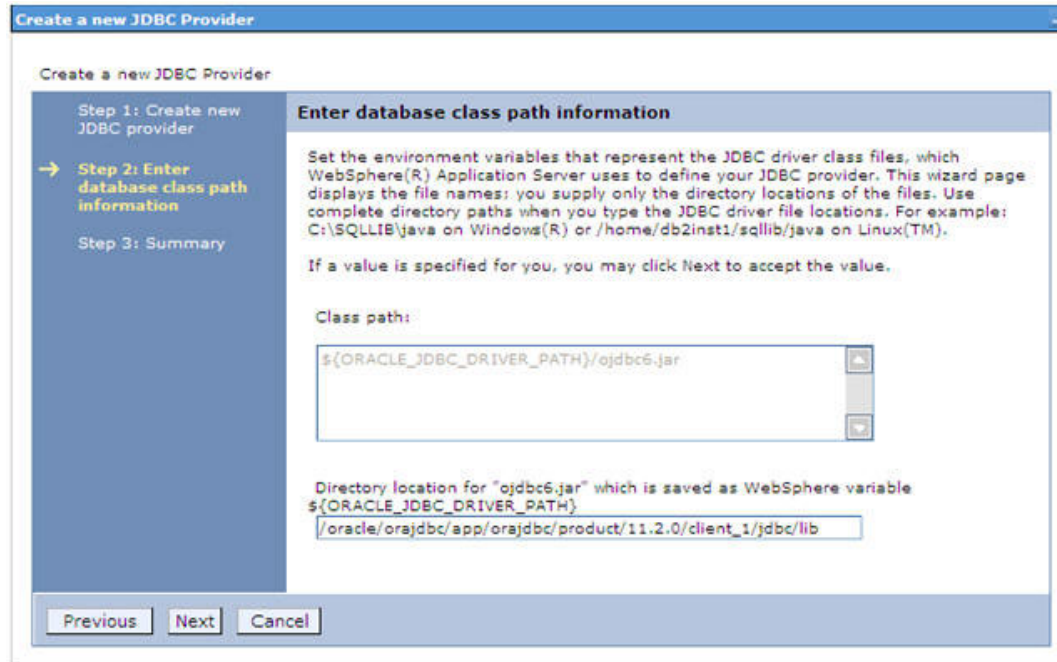 Create a new JDBC Provider
Create a new JDBC Provider
Step 1: Create new
JDBC provider
Step 2: Enter
database class path
information
Step 3: Summary
Enter database class path information
Set the environment variables that represent the JDBC driver class files, which
WebSphere(R) Application Server uses to define your JDBC provider. This wizard page
displays the file names; you supply only the directory locations of the files. Use
complete directory paths when you type the JDBC driver file locations. For example:
C:\SQLLIB\java on Windows(R) or /home/db2inst1/sqllib/java on Linux(TM).
If a value is specified for you, you may click Next to accept the value.
Class path:
${ORACLE_JDBC_DRIVER_PATH}/ojdbc6.jar
Directory location for "ojdbc6.jar" which is saved as WebSphere variable
${ORACLE_JDBC_DRIVER_PATH}
/oracle/orajdbc/app/orajdbc/product/11.2.0/client_1/jdbc/lib
Previous Next Cancel